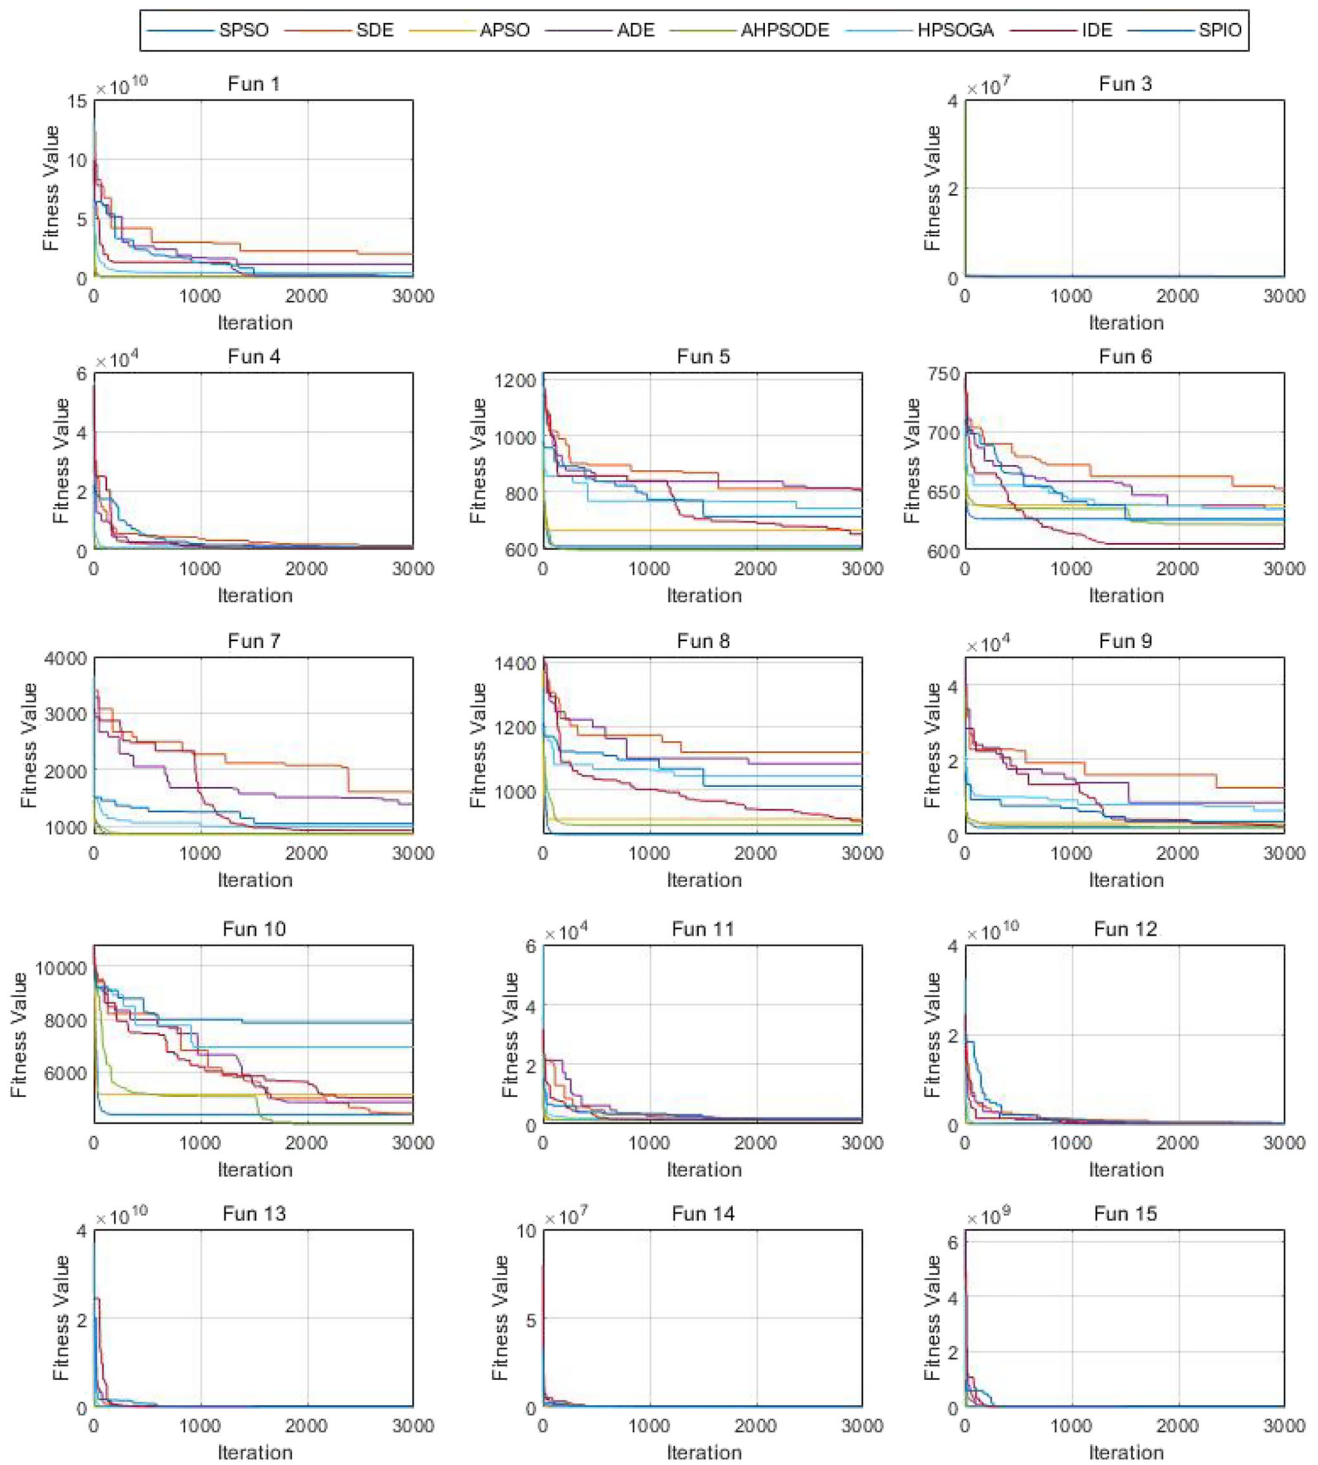 SPSO SDE APSO ADE AHPSODE HPSOGA IDE SPIO
Fun 1
×10^10
15
10
5
0
Fitness Value
0 1000 2000 3000
Iteration
Fun 3
×10^7
4
2
0
Fitness Value
0 1000 2000 3000
Iteration
Fun 4
×10^4
6
4
2
0
Fitness Value
0 1000 2000 3000
Iteration
Fun 5
1200
1000
800
600
Fitness Value
0 1000 2000 3000
Iteration
Fun 6
750
700
650
600
Fitness Value
0 1000 2000 3000
Iteration
Fun 7
4000
3000
2000
1000
Fitness Value
0 1000 2000 3000
Iteration
Fun 8
1400
1200
1000
Fitness Value
0 1000 2000 3000
Iteration
Fun 9
×10^4
4
2
0
Fitness Value
0 1000 2000 3000
Iteration
Fun 10
10000
8000
6000
Fitness Value
0 1000 2000 3000
Iteration
Fun 11
×10^4
6
4
2
0
Fitness Value
0 1000 2000 3000
Iteration
Fun 12
×10^10
4
2
0
Fitness Value
0 1000 2000 3000
Iteration
Fun 13
×10^10
4
2
0
Fitness Value
0 1000 2000 3000
Iteration
Fun 14
×10^7
10
5
0
Fitness Value
0 1000 2000 3000
Iteration
Fun 15
×10^9
6
4
2
0
Fitness Value
0 1000 2000 3000
Iteration